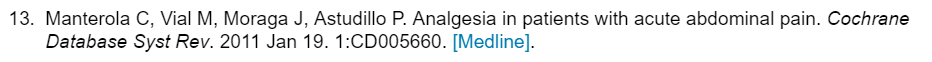 13. Manterola C, Vial M, Moraga J, Astudillo P. Analgesia in patients with acute abdominal pain. Cochrane
Database Syst Rev. 2011 Jan 19. 1:CD005660. [Medline].